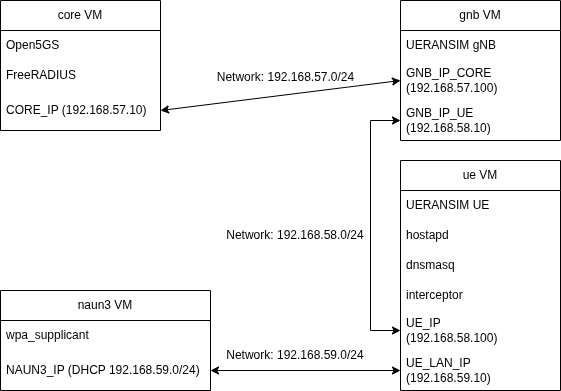 core VM
Open5GS
FreeRADIUS
CORE_IP (192.168.57.10)
Network: 192.168.57.0/24
gnb VM
UERANSIM gNB
GNB_IP_CORE
(192.168.57.100)
GNB_IP_UE
(192.168.58.10)
Network: 192.168.58.0/24
ue VM
UERANSIM UE
hostapd
dnsmasq
interceptor
UE_IP
(192.168.58.100)
UE_LAN_IP
(192.168.59.10)
naun3 VM
wpa_supplicant
NAUN3_IP (DHCP 192.168.59.0/24)
Network: 192.168.59.0/24